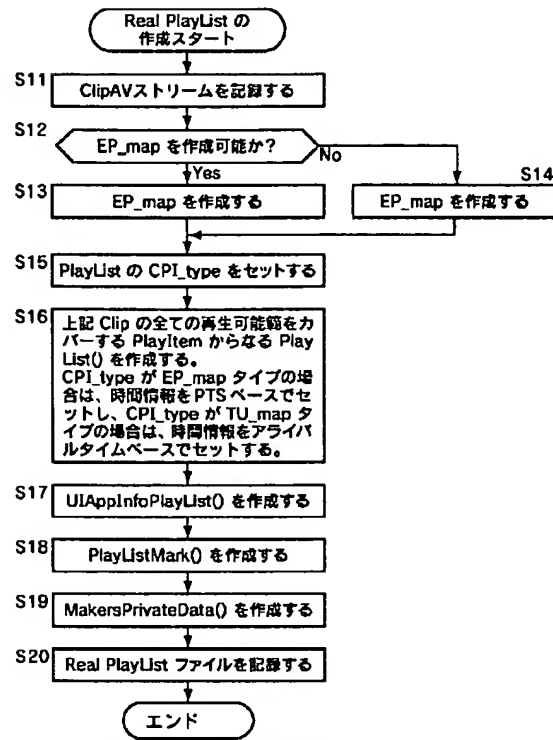 Real PlayList の
作成スタート
S11
ClipAVストリームを記録する
S12
EP_map を作成可能か?
No
Yes
S13
EP_map を作成する
S14
EP_map を作成する
S15
PlayList の CPI_type をセットする
S16
上記 Clip の全ての再生可能範をカ
バーする PlayItem からなる Play
List() を作成する。
CPI_type が EP_map タイプの場
合は、時間情報をPTS ベースでセ
ットし、CPI_type が TU_map タ
イプの場合は、時間情報をアライバ
ルタイムベースでセットする。
S17
UIAppInfoPlayList() を作成する
S18
PlayListMark() を作成する
S19
MakersPrivateData() を作成する
S20
Real PlayList ファイルを記録する
エンド